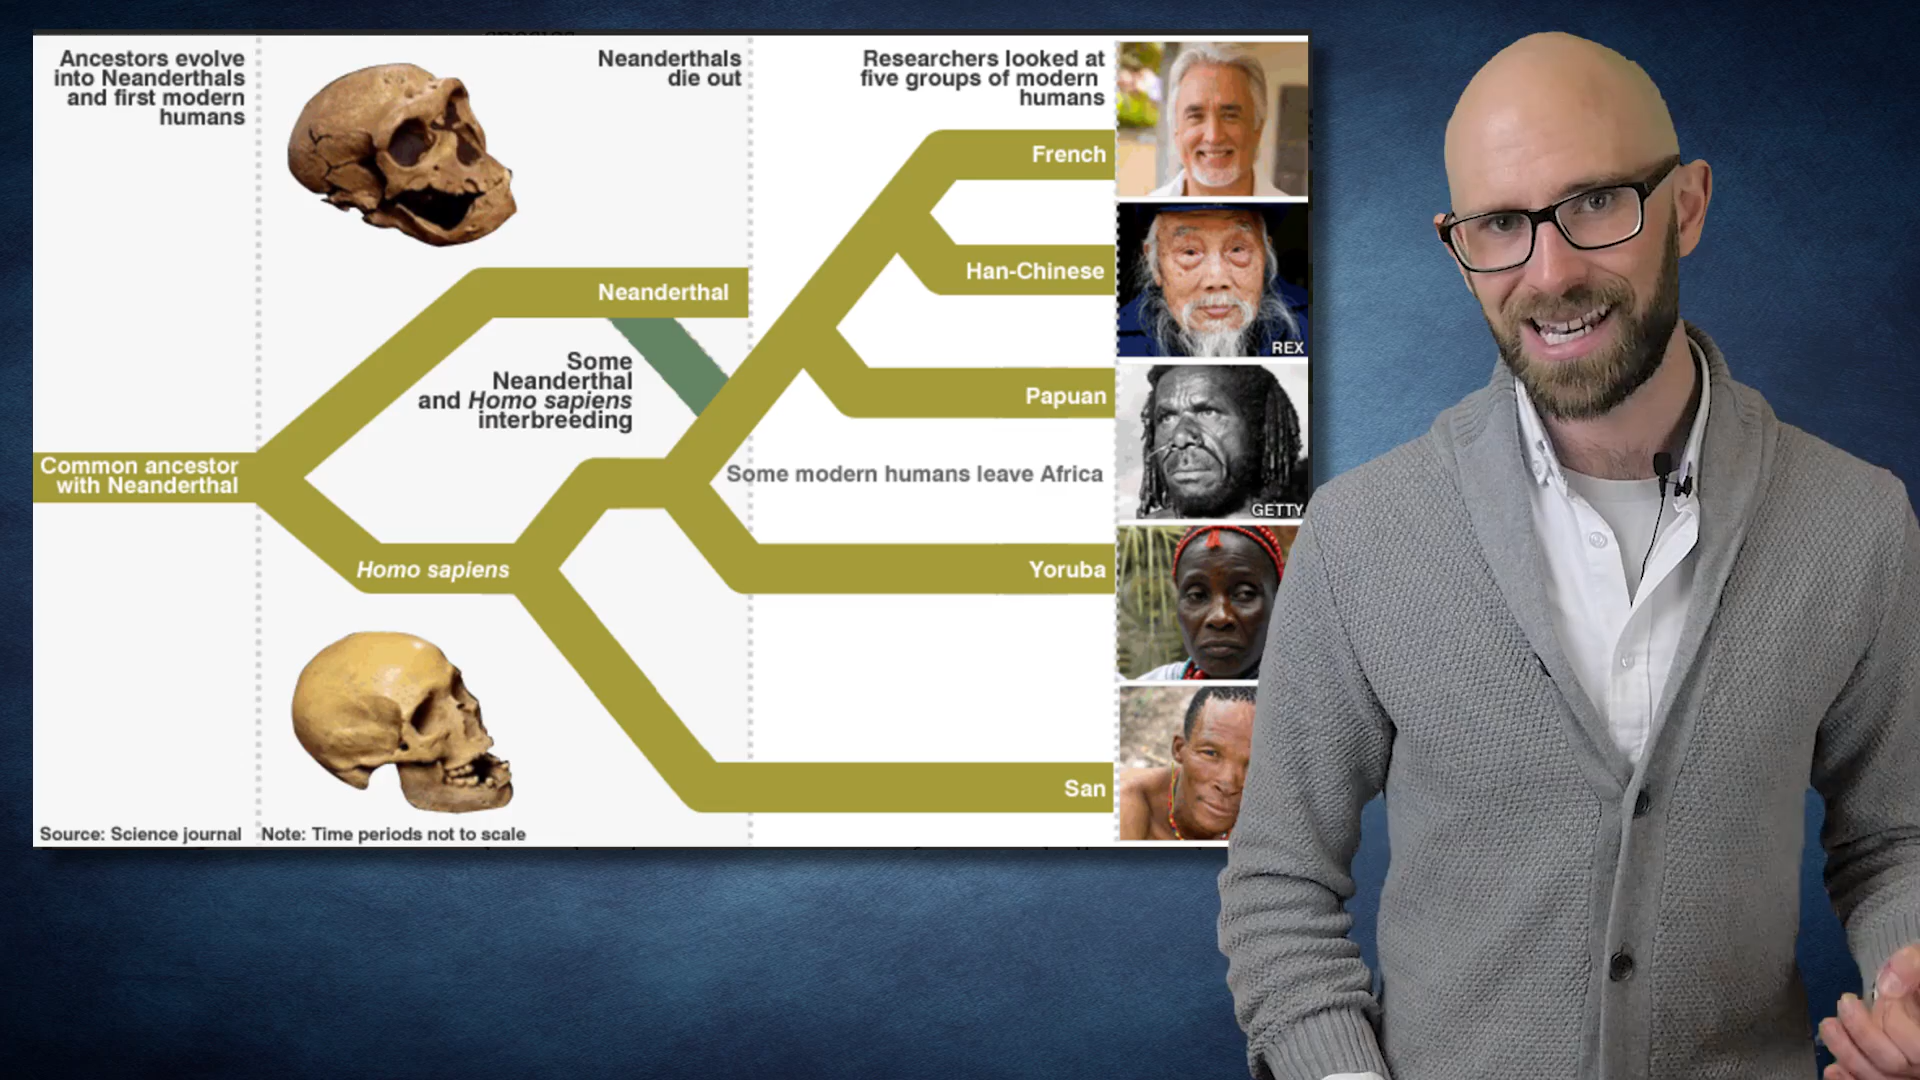 Ancestors evolve
into Neanderthals
and first modern
humans
Neanderthals
die out
Researchers looked at
five groups of modern
humans
French
Han-Chinese
REX
Neanderthal
Some
Neanderthal
and Homo sapiens
interbreeding
Papuan
Common ancestor
with Neanderthal
Some modern humans leave Africa
GETTY
Homo sapiens
Yoruba
San
Source: Science journal
Note: Time periods not to scale